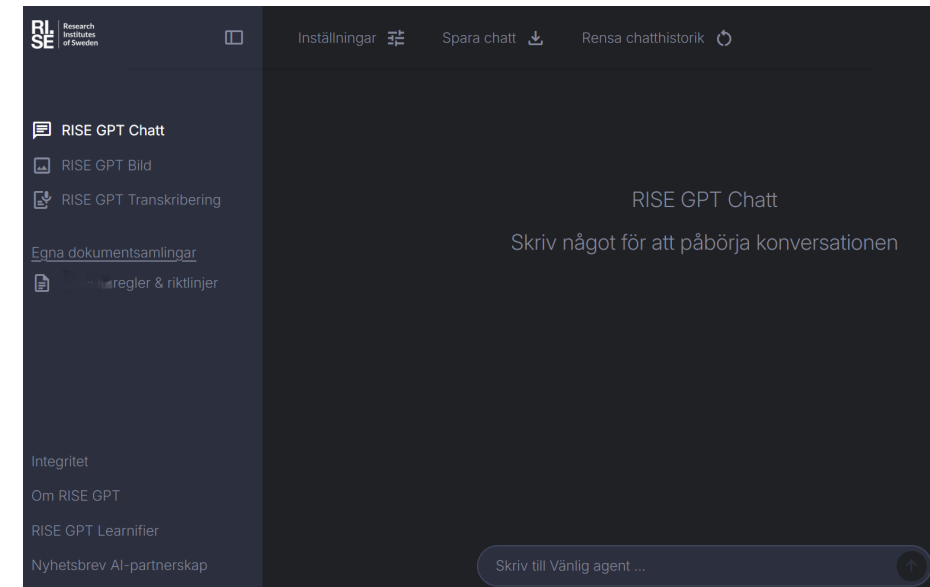 RI. SE
Research
Institutes
of Sweden
Inställningar
Spara chatt
Rensa chatthistorik
RISE GPT Chatt
RISE GPT Bild
RISE GPT Transkribering
Egna dokumentsamlingar
regler & riktlinjer
Integritet
Om RISE GPT
RISE GPT Learnifier
Nyhetsbrev AI-partnerskap
RISE GPT Chatt
Skriv något för att påbörja konversationen
Skriv till Vänlig agent ...